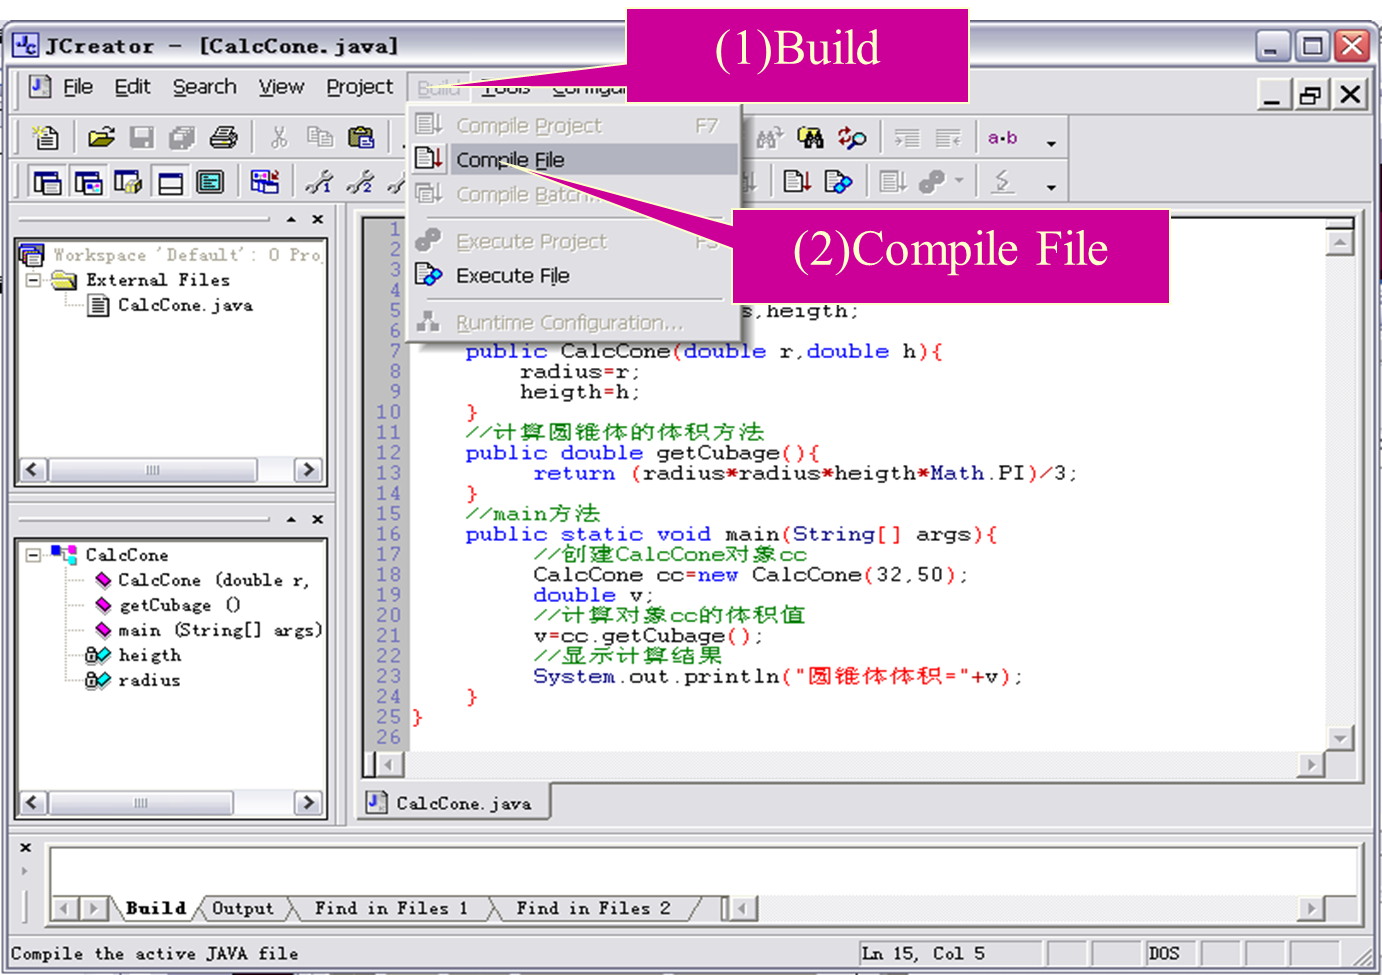 JCreator - [CalcCone.java]
(1)Build
File Edit Search View Project Build Tools
Compile Project F7
a-b
Compile File
Compile Batch...
(2)Compile File
Execute Project
Execute File
Runtime Configuration...
Workspace 'Default': 0 Pro
External Files
CalcCone.java
CalcCone
CalcCone (double r,
getCubage ()
main (String[] args)
heigth
radius
1
2
3
4
5 s,heigth;
6
7 public CalcCone(double r,double h){
8 radius=r;
9 heigth=h;
10 }
11 //计算圆锥体的体积方法
12 public double getCubage(){
13 return (radius*radius*heigth*Math.PI)/3;
14 }
15 //main方法
16 public static void main(String[] args){
17 //创建CalcCone对象cc
18 CalcCone cc=new CalcCone(32,50);
19 double v;
20 //计算对象cc的体积值
21 v=cc.getCubage();
22 //显示计算结果
23 System.out.println("圆锥体体积="+v);
24 }
25 }
26
CalcCone.java
Build Output Find in Files 1 Find in Files 2
Compile the active JAVA file Ln 15, Col 5 DOS